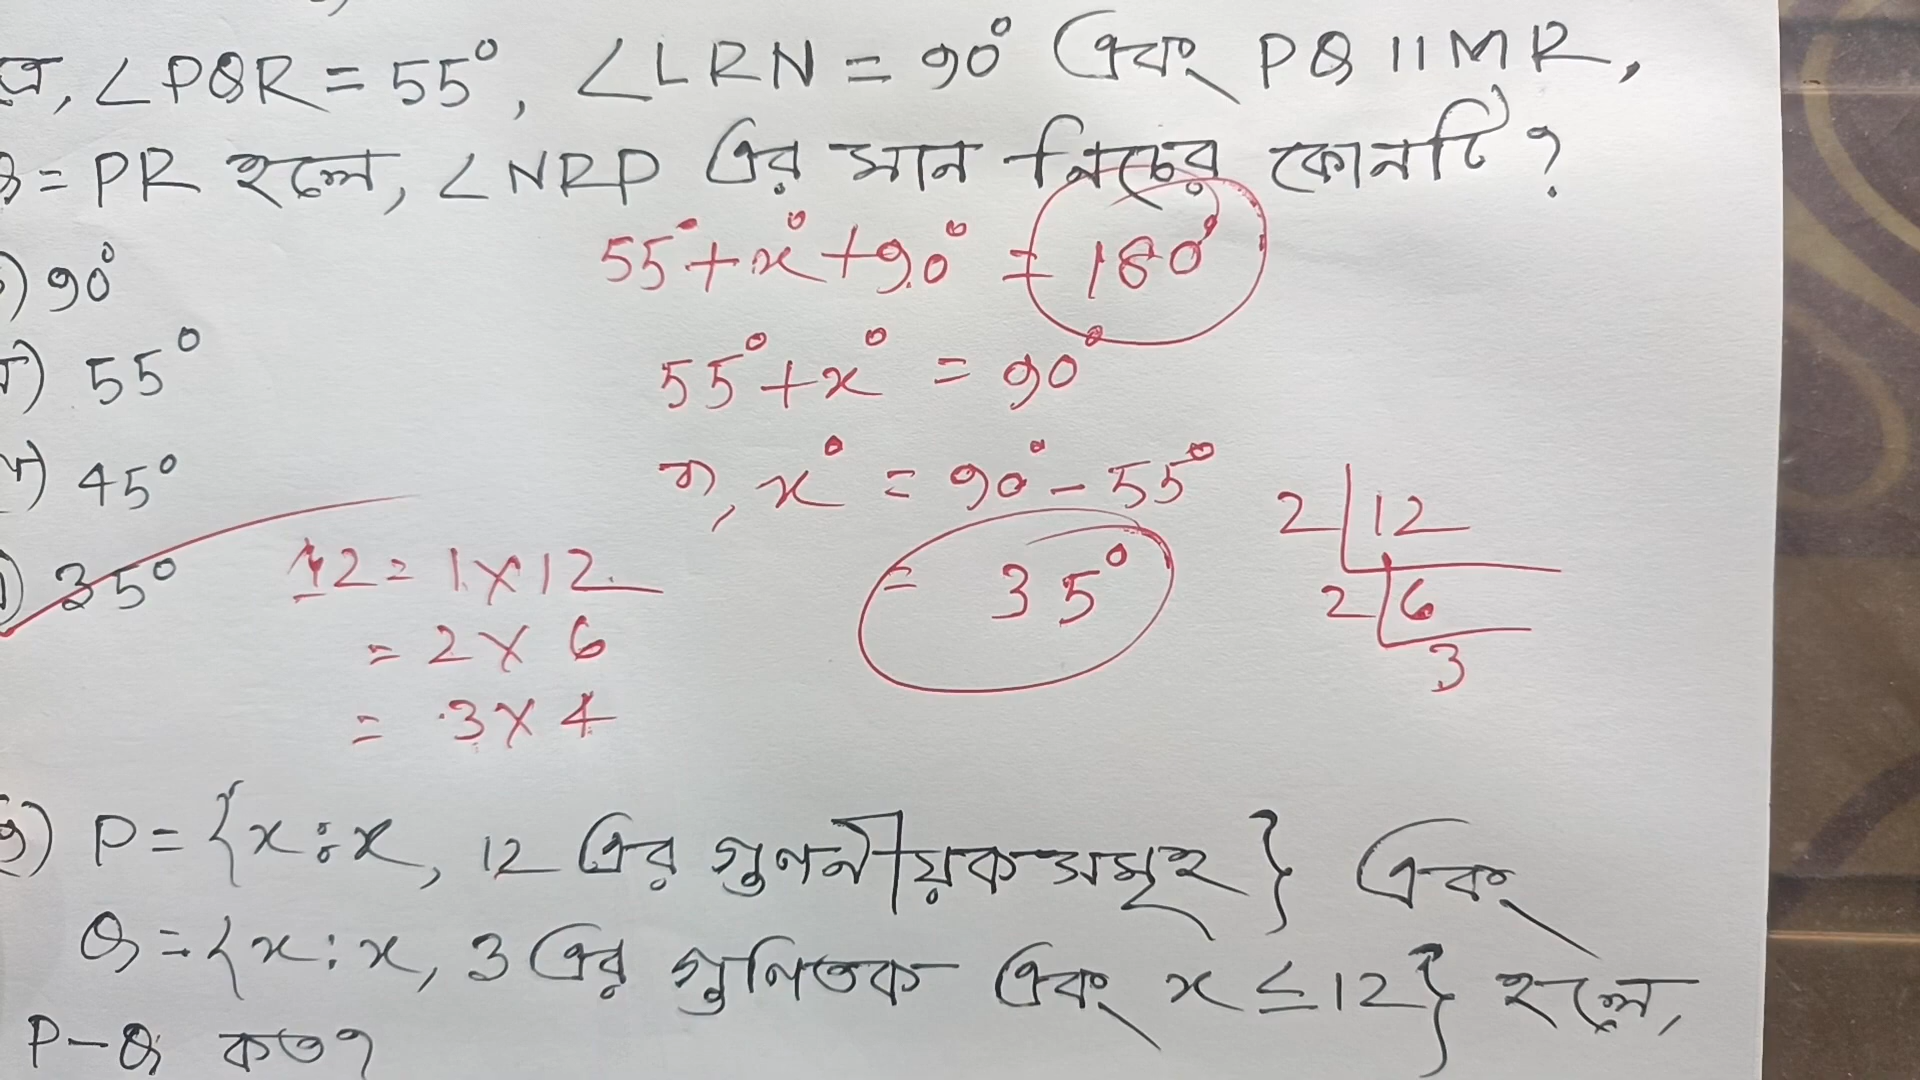 ∠PQR = 55°, ∠LRN = 90° এবং PQ || MR,
= PR হলে, ∠NRP এর মান নিচের কোনটি?
55° + x° + 90° = 180°
90°
55° + x° = 90°
55°
বা, x° = 90° - 55°
45°
= 35°
35°
2 | 12
2 | 6
3
12 = 1 × 12
= 2 × 6
= 3 × 4
P = {x : x, 12 এর গুণনীয়কসমূহ} এবং
Q = {x : x, 3 এর গুণিতক এবং x ≤ 12} হলে,
P - Q কত?